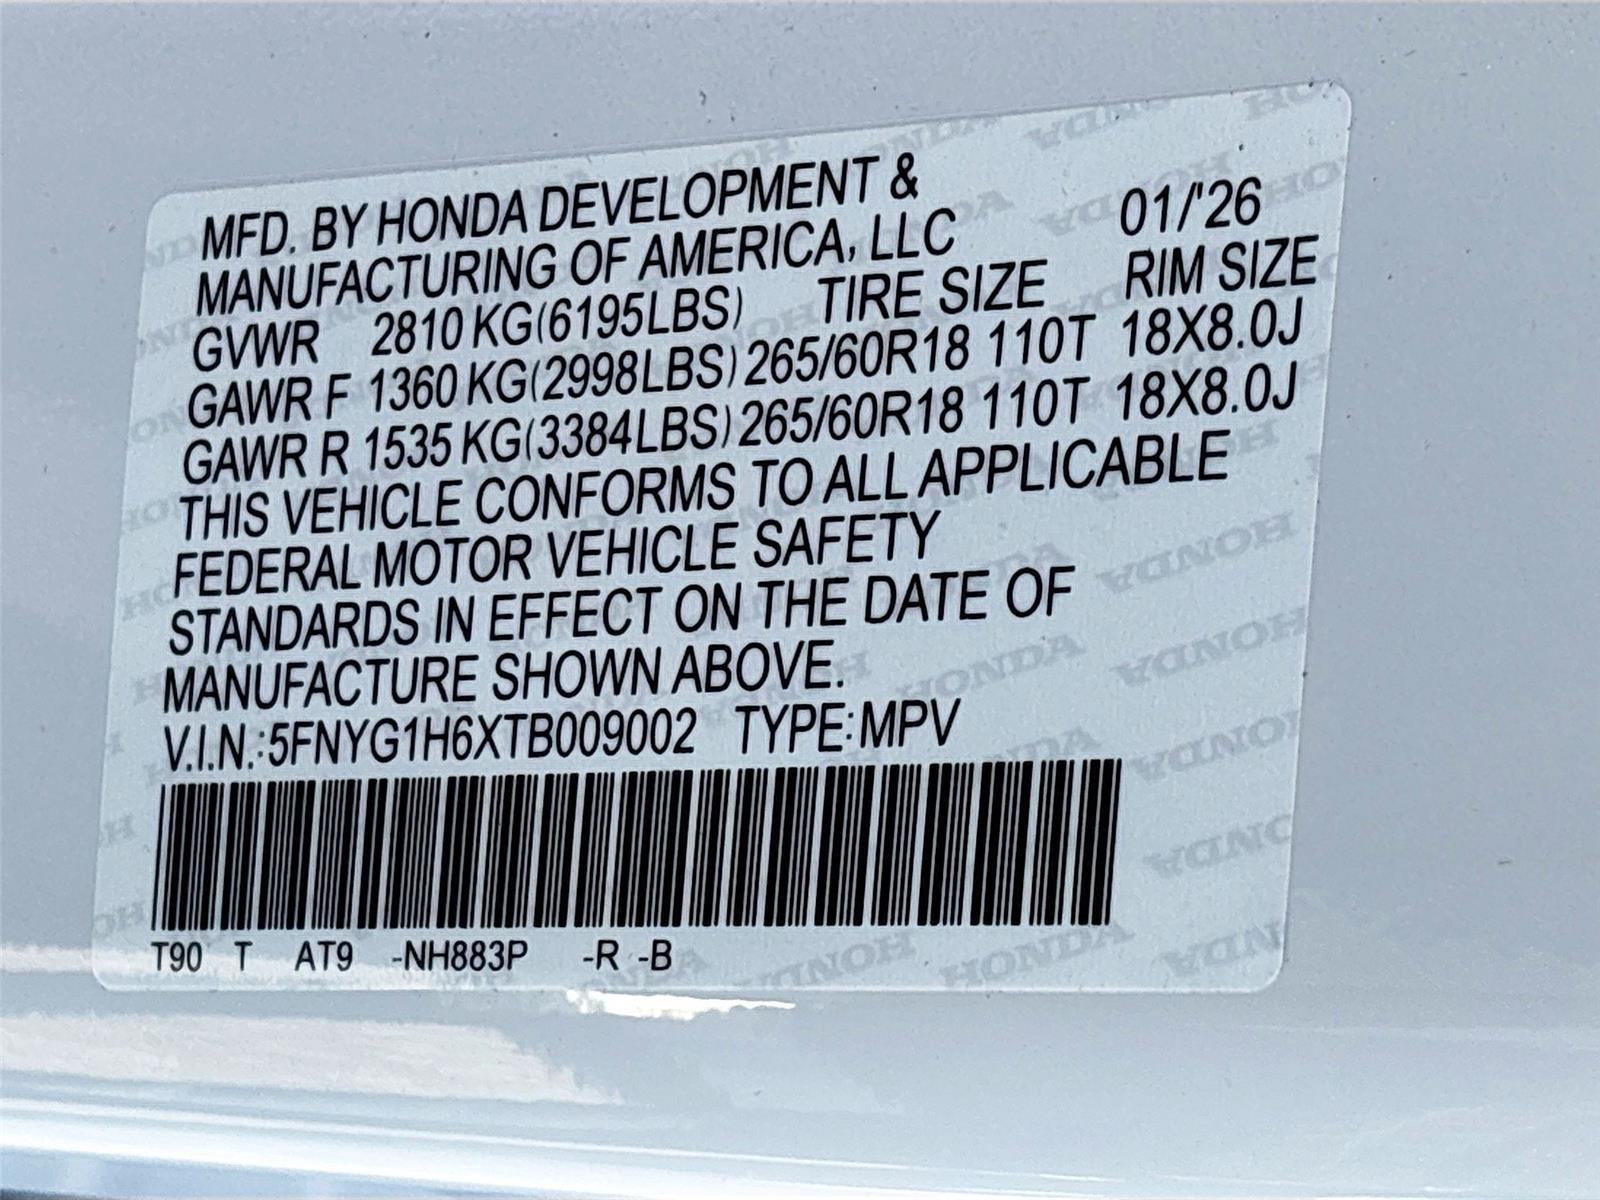 MFD. BY HONDA DEVELOPMENT &
MANUFACTURING OF AMERICA, LLC 01/'26
GVWR 2810 KG(6195LBS) TIRE SIZE RIM SIZE
GAWR F 1360 KG(2998LBS) 265/60R18 110T 18X8.0J
GAWR R 1535 KG(3384LBS) 265/60R18 110T 18X8.0J
THIS VEHICLE CONFORMS TO ALL APPLICABLE
FEDERAL MOTOR VEHICLE SAFETY
STANDARDS IN EFFECT ON THE DATE OF
MANUFACTURE SHOWN ABOVE.
V.I.N.:5FNYG1H6XTB009002 TYPE:MPV
T90 T AT9 -NH883P -R -B